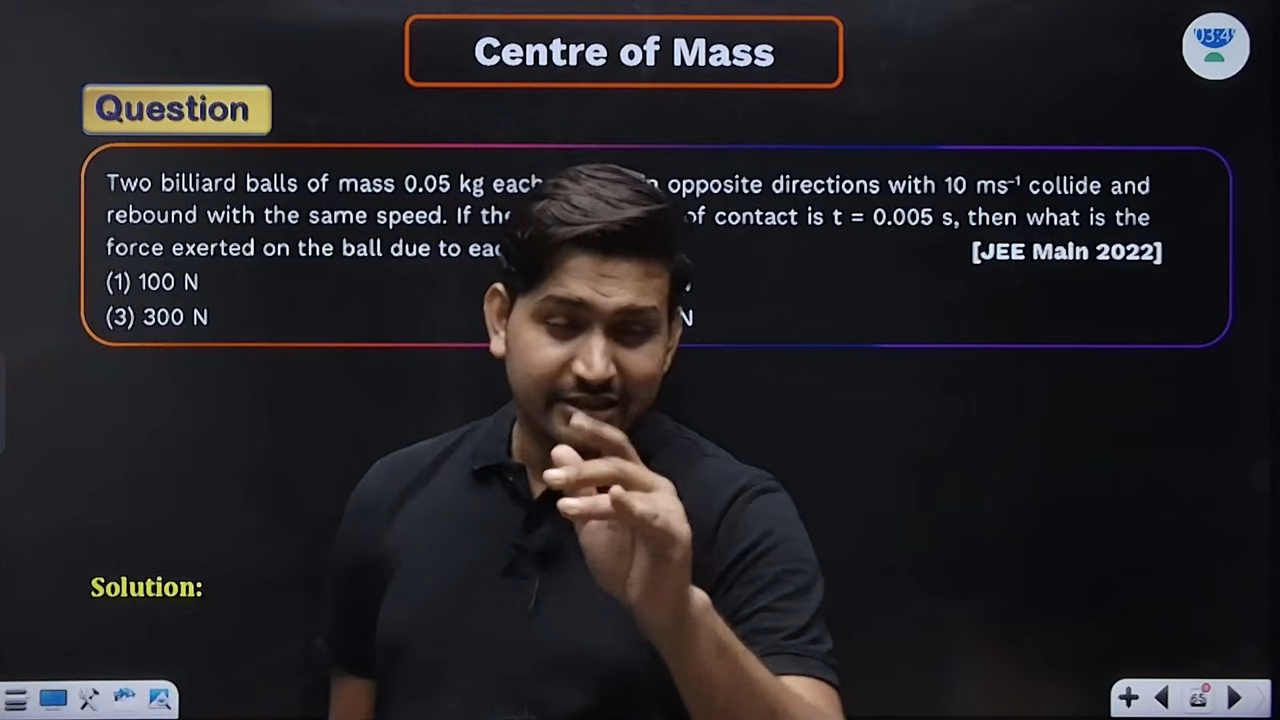 Centre of Mass
Question
Two billiard balls of mass 0.05 kg each opposite directions with 10 ms⁻¹ collide and
rebound with the same speed. If the of contact is t = 0.005 s, then what is the
force exerted on the ball due to
[JEE Main 2022]
(1) 100 N
(3) 300 N
N
Solution:
65